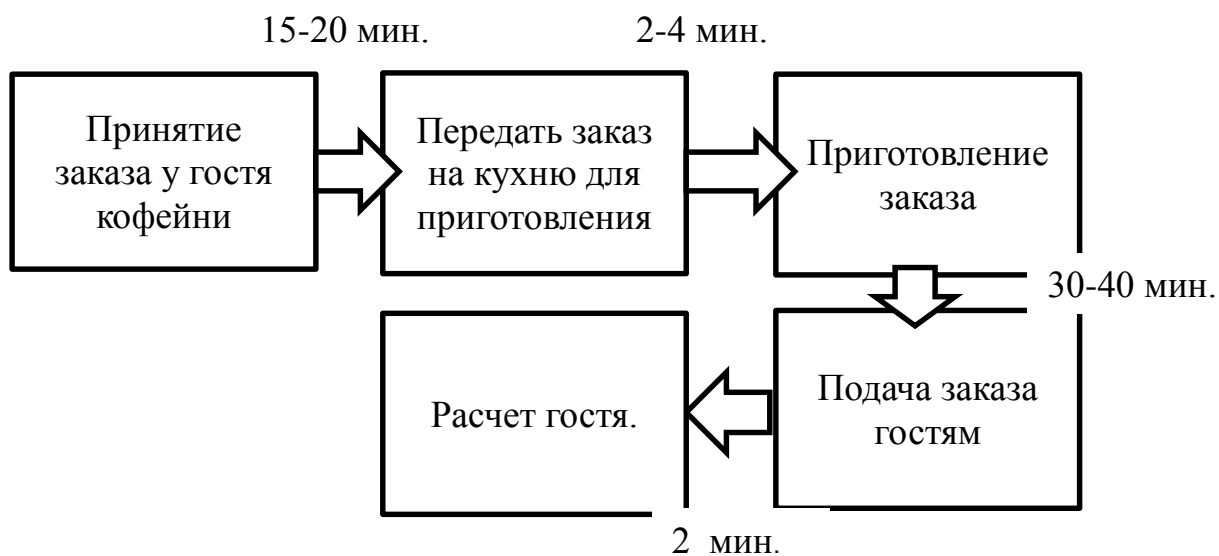 15-20 мин.
2-4 мин.
Принятие
заказа у гостя
кофейни
Передать заказ
на кухню для
приготовления
Приготовление
заказа
30-40 мин.
Расчет гостя.
Подача заказа
гостям
2 мин.